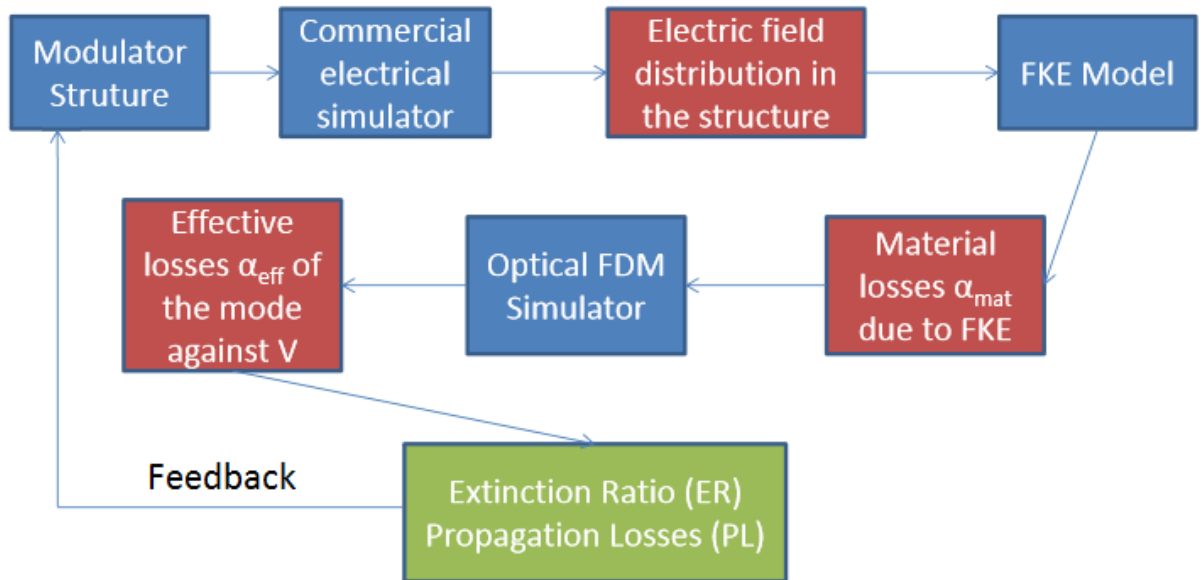 Modulator
Struture
Commercial
electrical
simulator
Electric field
distribution in
the structure
FKE Model
Effective
losses αeff of
the mode
against V
Optical FDM
Simulator
Material
losses αmat
due to FKE
Feedback
Extinction Ratio (ER)
Propagation Losses (PL)